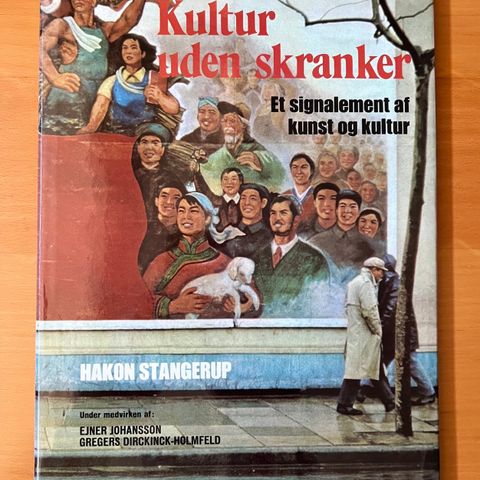 Kultur
uden skranker
Et signalement af
kunst og kultur
HAKON STANGERUP
Under medvirken af:
EJNER JOHANSSON
GREGERS DIRCKINCK-HOLMFELD